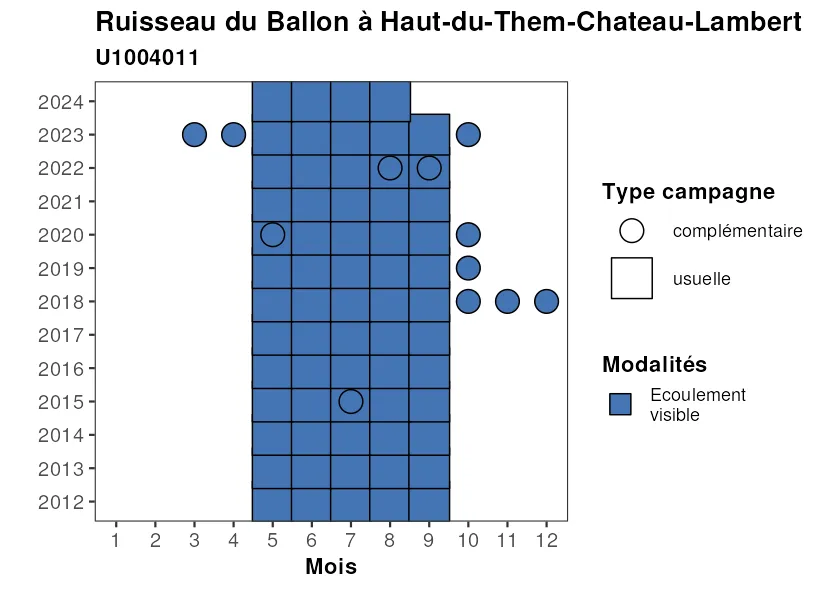 Ruisseau du Ballon à Haut-du-Them-Chateau-Lambert
U1004011
2024
2023
2022
2021
2020
2019
2018
2017
2016
2015
2014
2013
2012
1 2 3 4 5 6 7 8 9 10 11 12
Mois
Type campagne
complémentaire
usuelle
Modalités
Ecoulement
visible